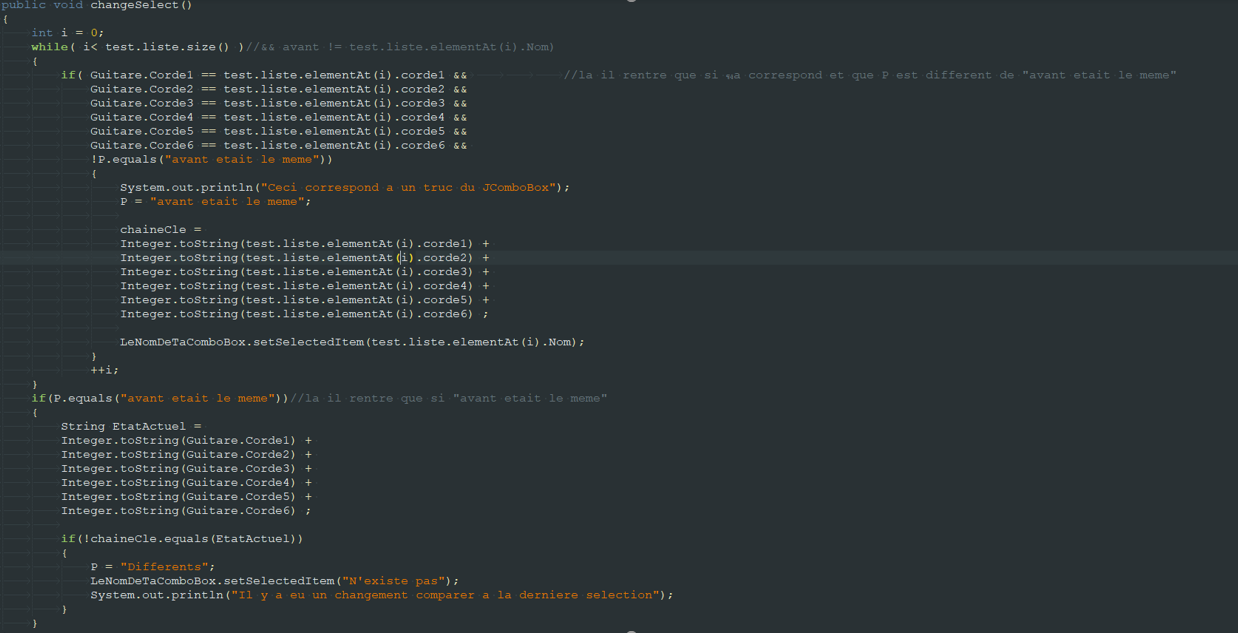 public void changeSelect()
{
int i = 0;
while( i< test.liste.size() )//&& avant != test.liste.elementAt(i).Nom)
{
if( Guitare.Corde1 == test.liste.elementAt(i).corde1 && //la il rentre que si correspond et que P est different de "avant etait le meme"
Guitare.Corde2 == test.liste.elementAt(i).corde2 &&
Guitare.Corde3 == test.liste.elementAt(i).corde3 &&
Guitare.Corde4 == test.liste.elementAt(i).corde4 &&
Guitare.Corde5 == test.liste.elementAt(i).corde5 &&
Guitare.Corde6 == test.liste.elementAt(i).corde6 &&
!P.equals("avant etait le meme"))
{
System.out.println("Ceci correspond a un truc du JComboBox");
P = "avant etait le meme";
chaineCle =
Integer.toString(test.liste.elementAt(i).corde1) +
Integer.toString(test.liste.elementAt(i).corde2) +
Integer.toString(test.liste.elementAt(i).corde3) +
Integer.toString(test.liste.elementAt(i).corde4) +
Integer.toString(test.liste.elementAt(i).corde5) +
Integer.toString(test.liste.elementAt(i).corde6) ;
LeNomDeTaComboBox.setSelectedItem(test.liste.elementAt(i).Nom);
}
++i;
}
if(P.equals("avant etait le meme"))//la il rentre que si "avant etait le meme"
{
String EtatActuel =
Integer.toString(Guitare.Corde1) +
Integer.toString(Guitare.Corde2) +
Integer.toString(Guitare.Corde3) +
Integer.toString(Guitare.Corde4) +
Integer.toString(Guitare.Corde5) +
Integer.toString(Guitare.Corde6) ;
if(!chaineCle.equals(EtatActuel))
{
P = "Differents";
LeNomDeTaComboBox.setSelectedItem("N'existe pas");
System.out.println("Il y a eu un changement comparer a la derniere selection");
}
}